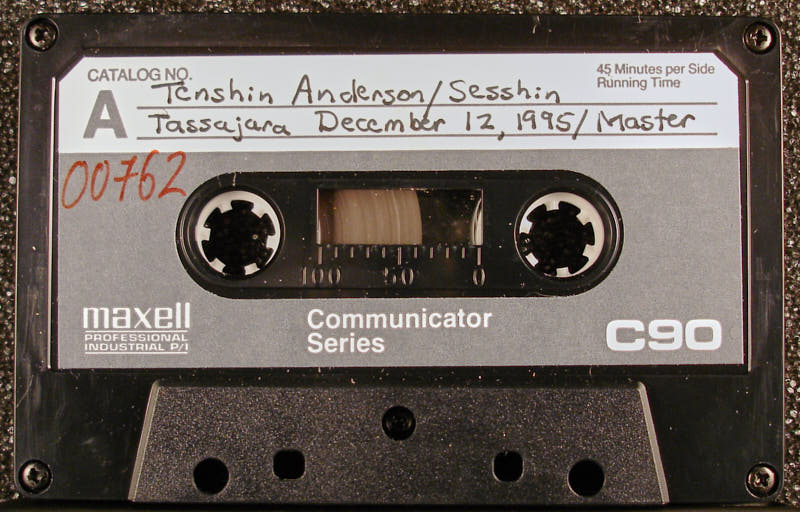 CATALOG NO.
45 Minutes per Side
Running Time
A
Tenshin Anderson/Sesshin
Tassajara December 12, 1995/Master
00762
100 50 0
maxell
PROFESSIONAL
INDUSTRIAL P/I
Communicator
Series
C90